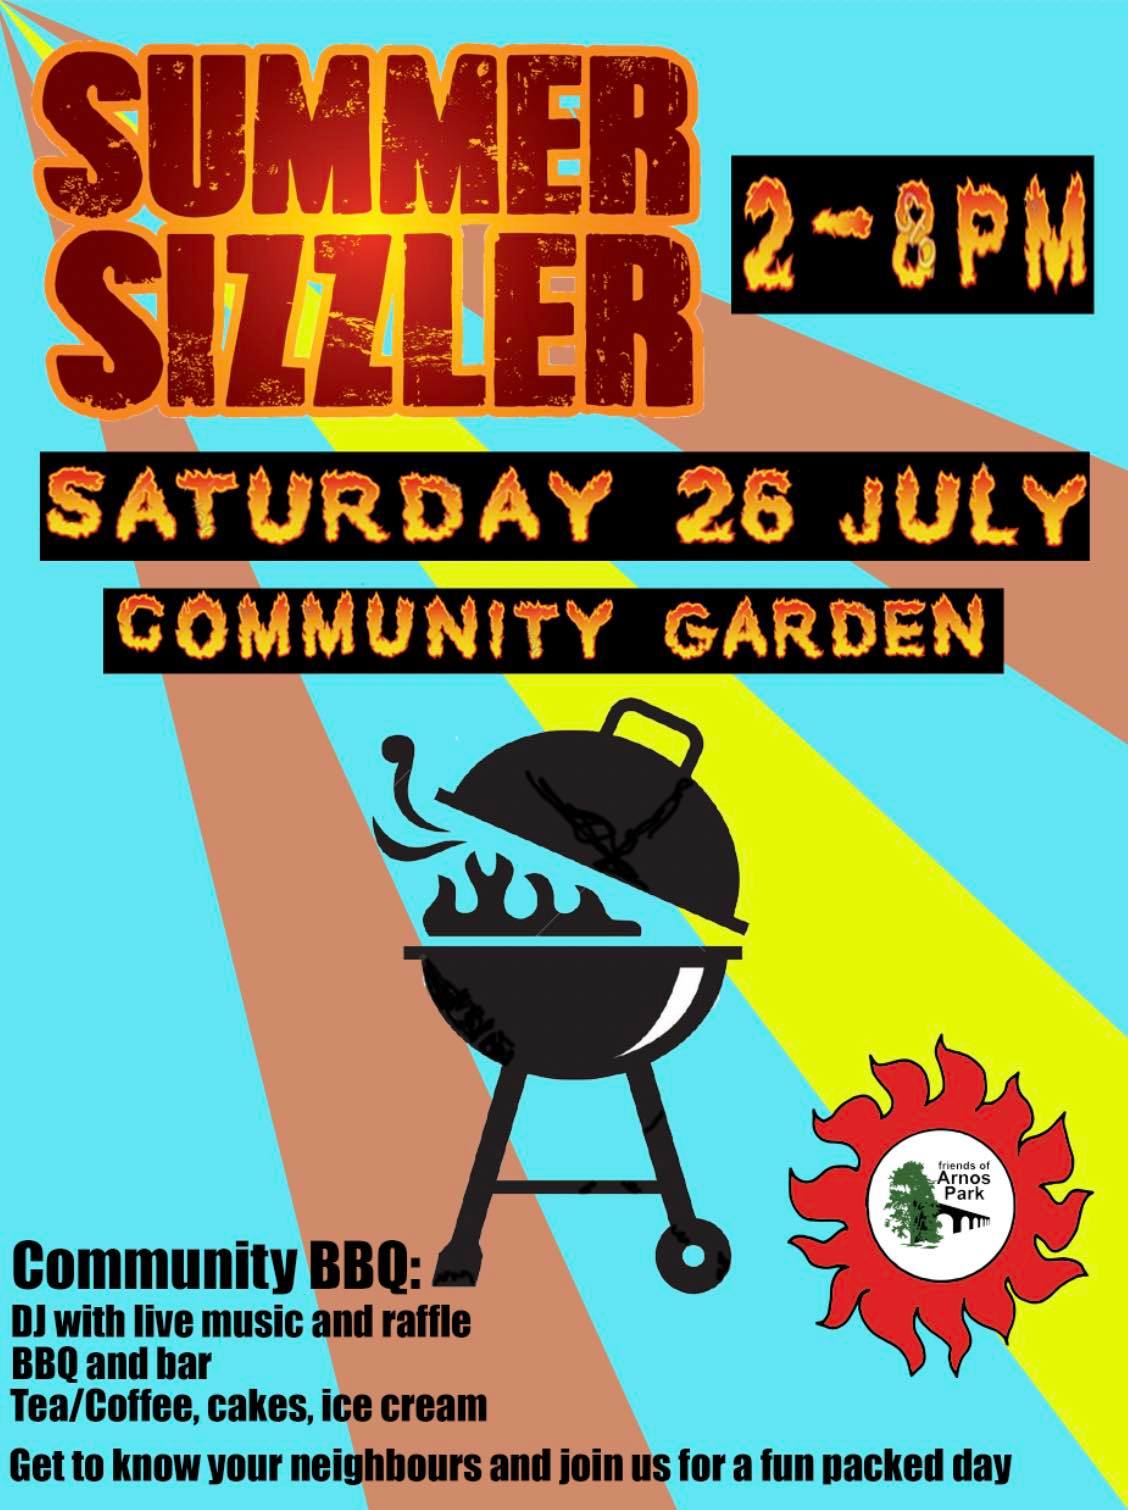 SUMMER
SIZZLER
2-8PM
SATURDAY 26 JULY
COMMUNITY GARDEN
friends of
Arnos
Park
Community BBQ:
DJ with live music and raffle
BBQ and bar
Tea/Coffee, cakes, ice cream
Get to know your neighbours and join us for a fun packed day